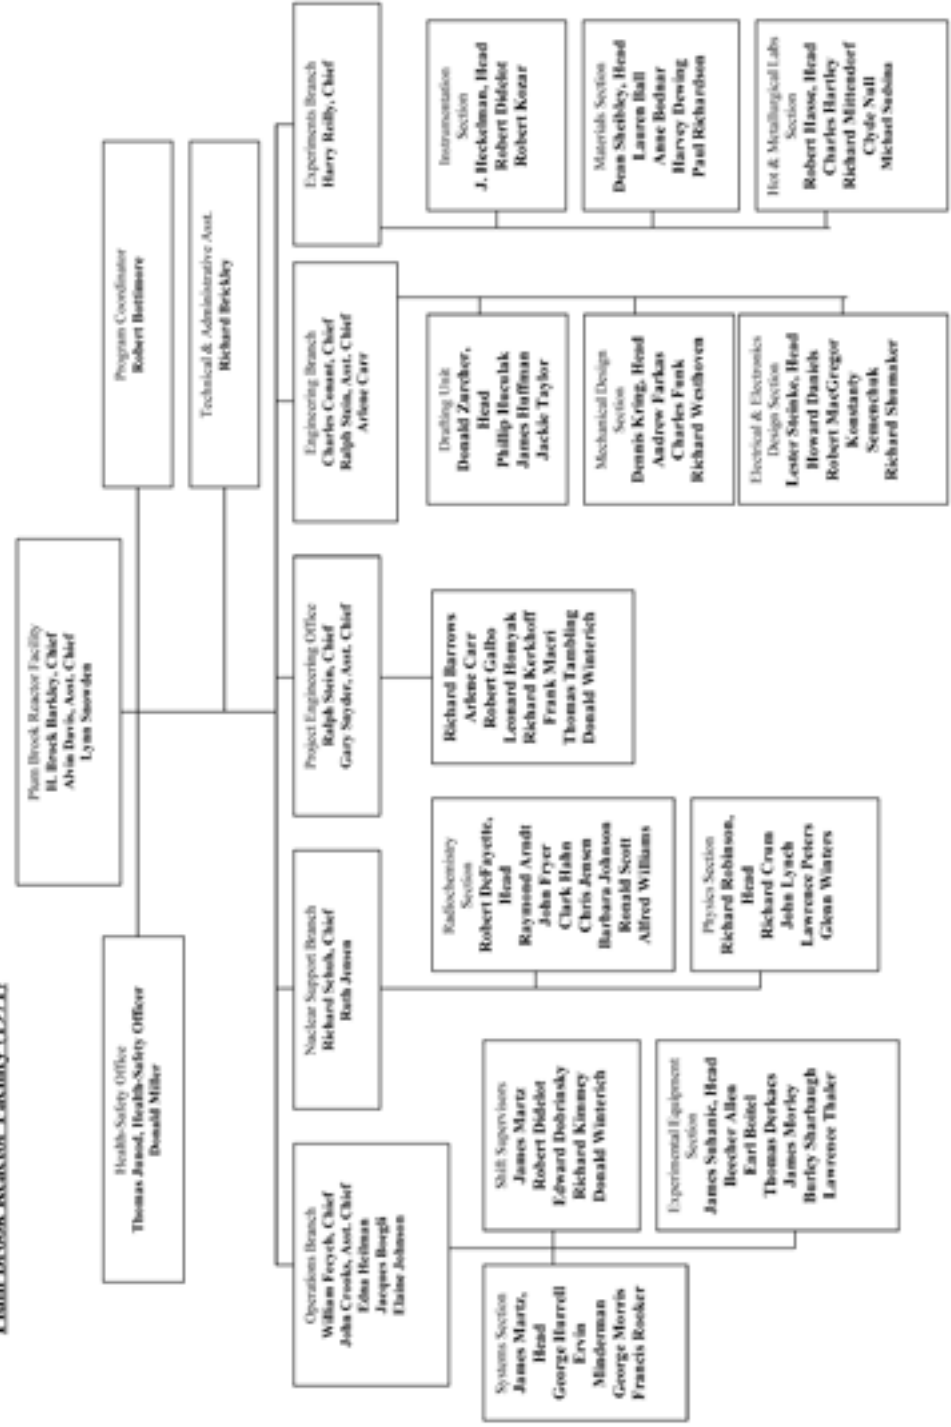 Plum Brook Reactor Facility (1971)
Plum Brook Reactor Facility
H. Brock Barkley, Chief
Alvin Davis, Asst. Chief
Lynn Snowden
Health-Safety Office
Thomas Junod, Health-Safety Officer
Donald Miller
Program Coordinator
Robert Bottimore
Technical & Administrative Asst.
Richard Brickley
Operations Branch
William Fecych, Chief
John Crooks, Asst. Chief
Edna Heilman
Jacques Boegli
Elaine Johnson
Nuclear Support Branch
Richard Schuh, Chief
Ruth Jensen
Project Engineering Office
Ralph Stein, Chief
Gary Snyder, Asst. Chief
Engineering Branch
Charles Conant, Chief
Ralph Stein, Asst. Chief
Arlene Carr
Experiments Branch
Harry Reilly, Chief
Systems Section
James Martz,
Head
George Hurrell
Ervin
Minderman
George Morris
Francis Rooker
Shift Supervisors
James Martz
Robert Didelot
Edward Dobrinsky
Richard Kimmey
Donald Winterich
Experimental Equipment
Section
James Suhanic, Head
Beecher Allen
Earl Boitel
Thomas Derkacs
James Morley
Burley Sharbaugh
Lawrence Thaler
Radiochemistry
Section
Robert DeFayette,
Head
Raymond Arndt
John Fryer
Clark Hahn
Chris Jensen
Barbara Johnson
Ronald Scott
Alfred Williams
Physics Section
Richard Robinson,
Head
Richard Crum
John Lynch
Lawrence Peters
Glenn Winters
Richard Barrows
Arlene Carr
Robert Galbo
Leonard Homyak
Richard Kerkhoff
Frank Macri
Thomas Tambling
Donald Winterich
Drafting Unit
Donald Zurcher,
Head
Phillip Huculak
James Huffman
Jackie Taylor
Mechanical Design
Section
Dennis Kring, Head
Andrew Farkas
Charles Funk
Richard Westhoven
Electrical & Electronics
Design Section
Lester Steinke, Head
Howard Daniels
Robert MacGregor
Konstanty
Semenchuk
Richard Shumaker
Instrumentation
Section
J. Heckelman, Head
Robert Didelot
Robert Kozar
Materials Section
Dean Sheibley, Head
Lauren Ball
Anne Bodnar
Harvey Dewing
Paul Richardson
Hot & Metallurgical Labs
Section
Robert Hasse, Head
Charles Hartley
Richard Mittendorf
Clyde Null
Michael Sudsina